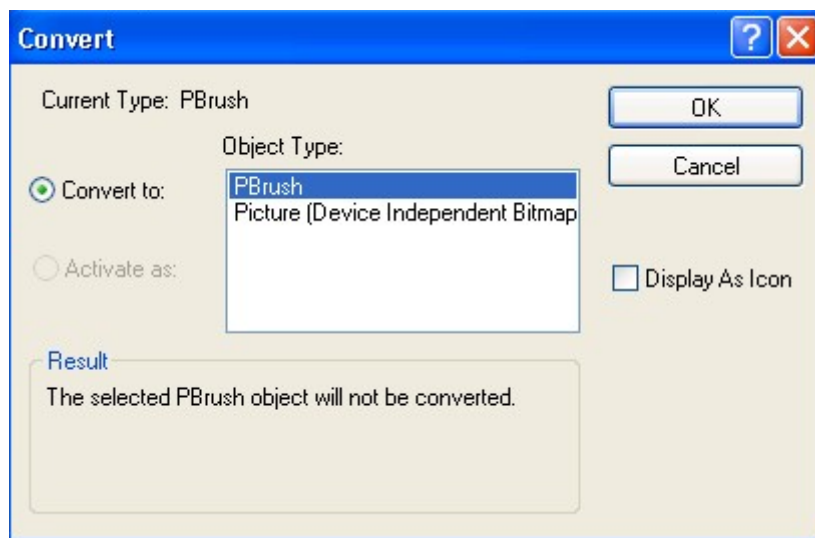 Convert
Current Type: PBrush
OK
Object Type:
Cancel
Convert to:
PBrush
Picture (Device Independent Bitmap
Activate as:
Display As Icon
Result
The selected PBrush object will not be converted.